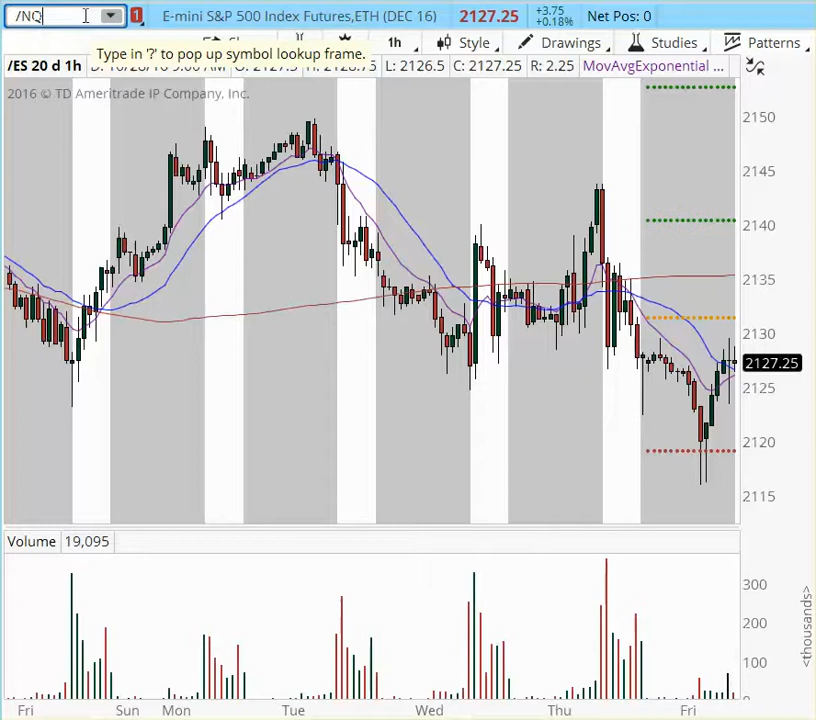 /NQ
1
E-mini S&P 500 Index Futures,ETH (DEC 16)
2127.25
+3.75
+0.18%
Net Pos: 0
Type in '?' to pop up symbol lookup frame.
1h
Style
Drawings
Studies
Patterns
/ES 20 d 1h
L: 2126.5
C: 2127.25
R: 2.25
MovAvgExponential ...
2016 © TD Ameritrade IP Company, Inc.
2150
2145
2140
2135
2130
2127.25
2125
2120
2115
Volume
19,095
300
200
100
0
<thousands>
Fri
Sun
Mon
Tue
Wed
Thu
Fri